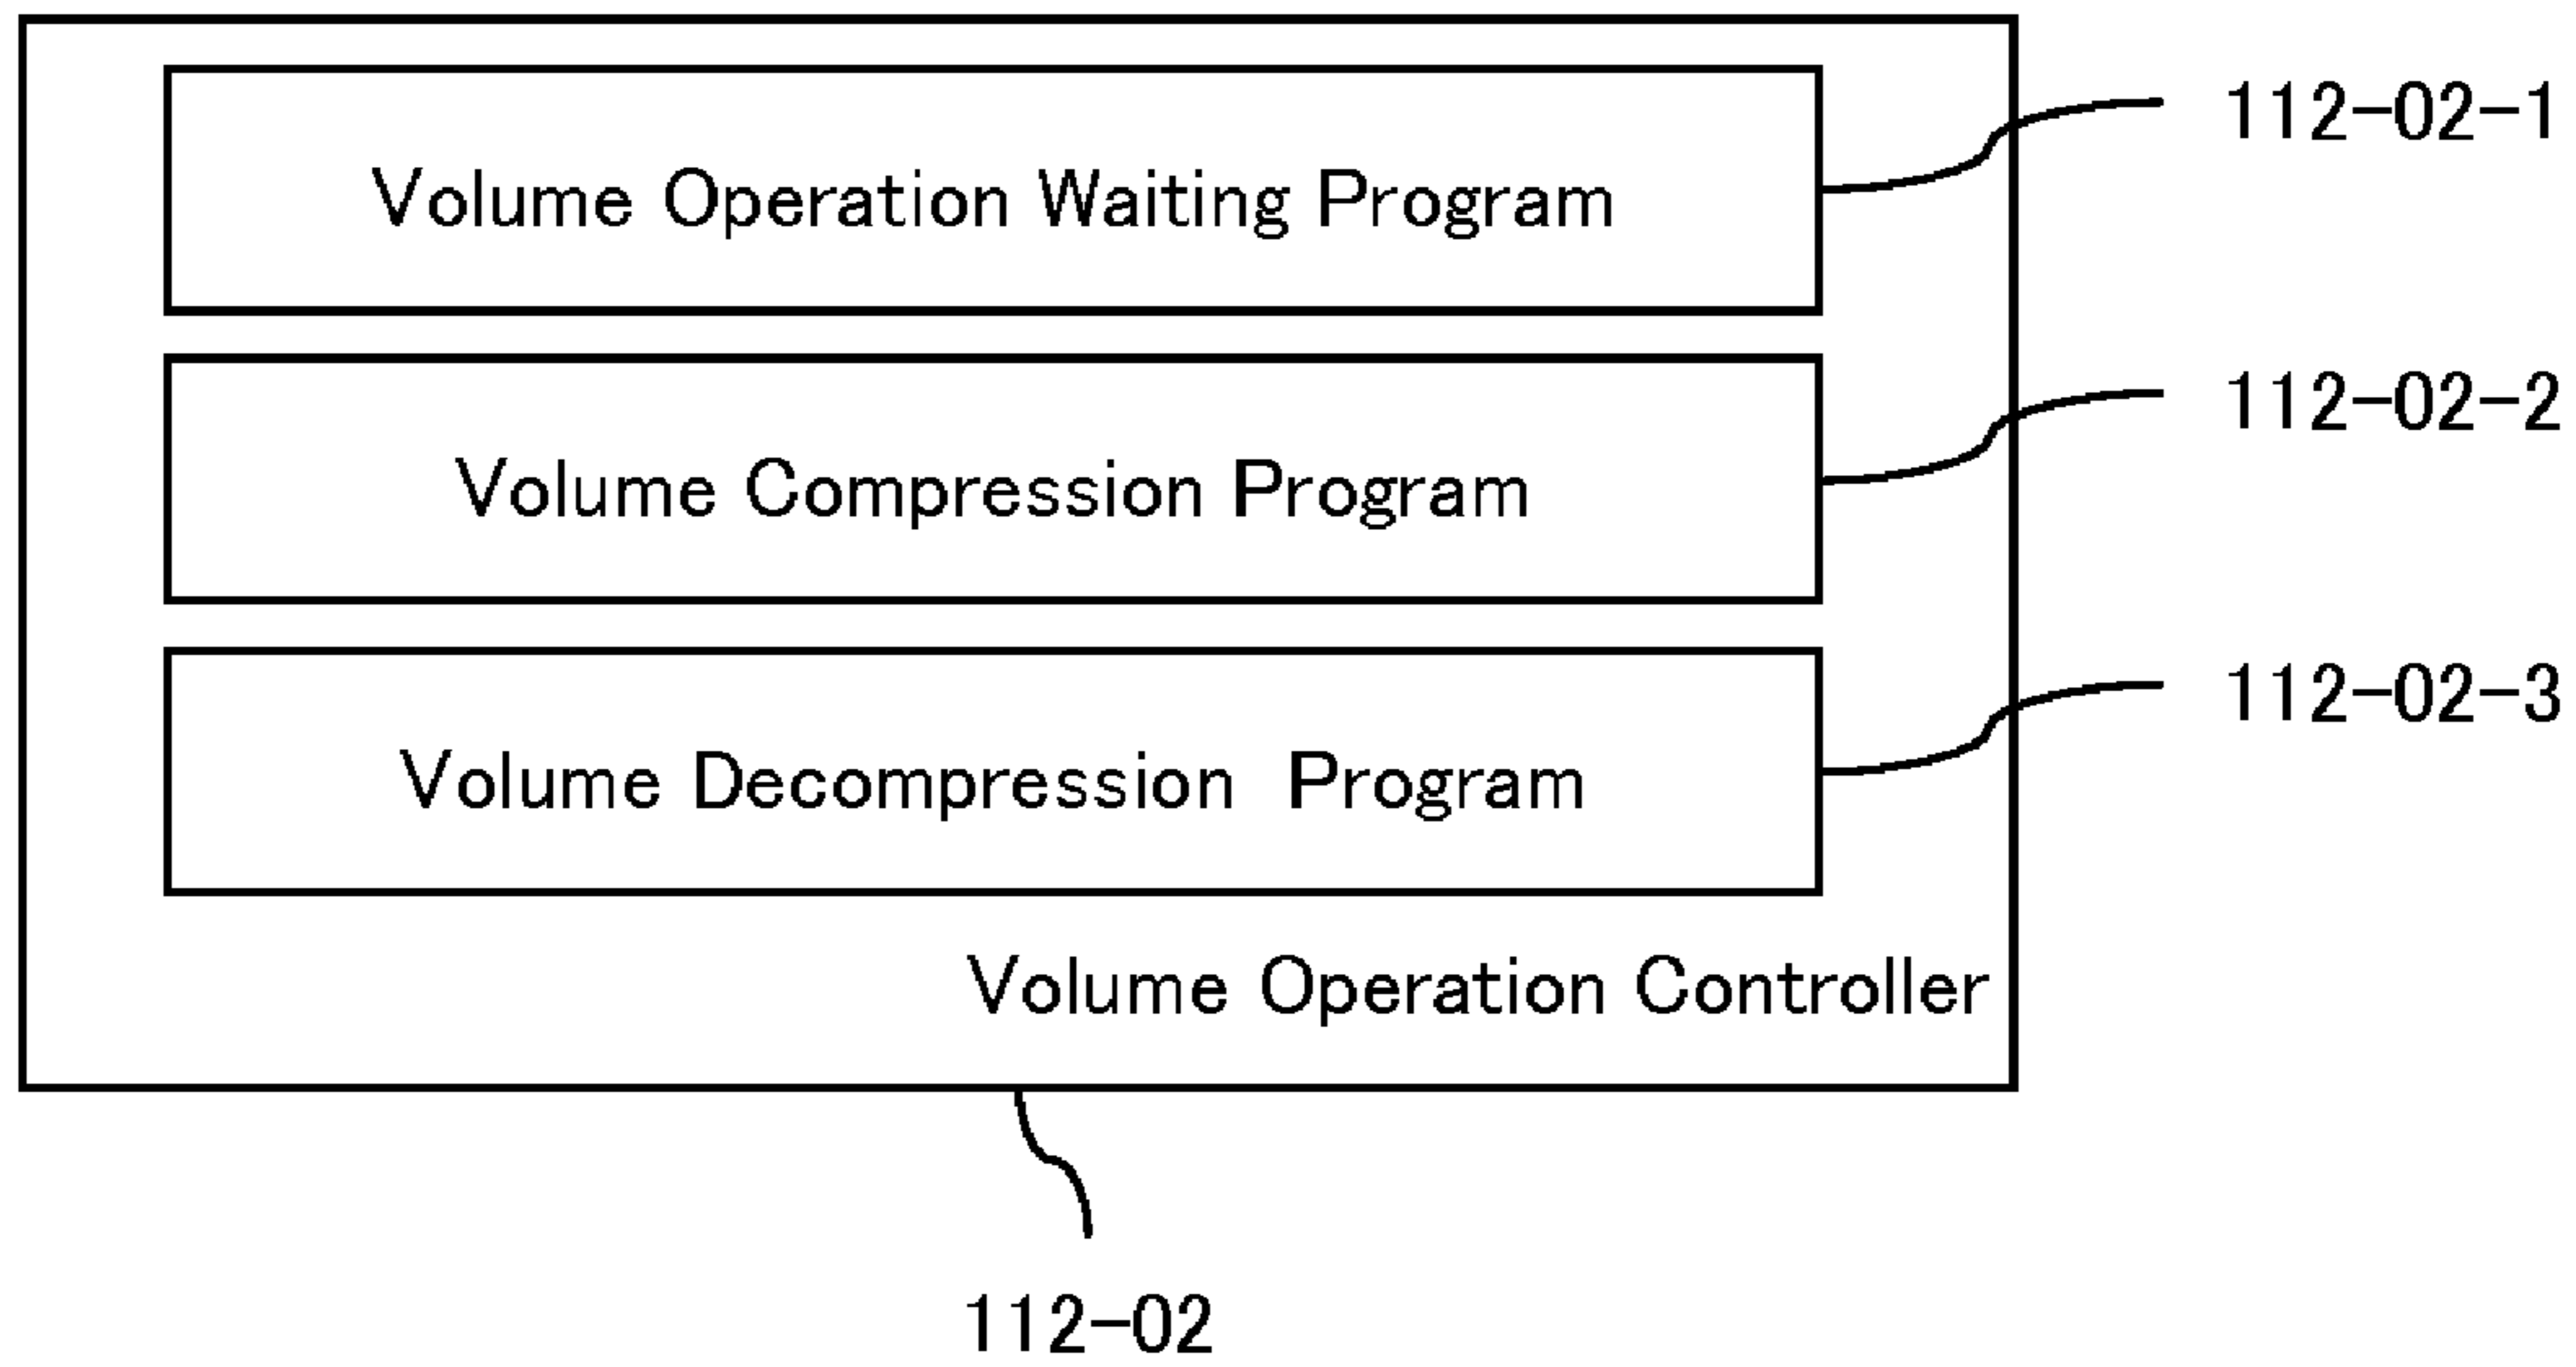 Volume Operation Waiting Program
112-02-1
Volume Compression Program
112-02-2
Volume Decompression Program
112-02-3
Volume Operation Controller
112-02